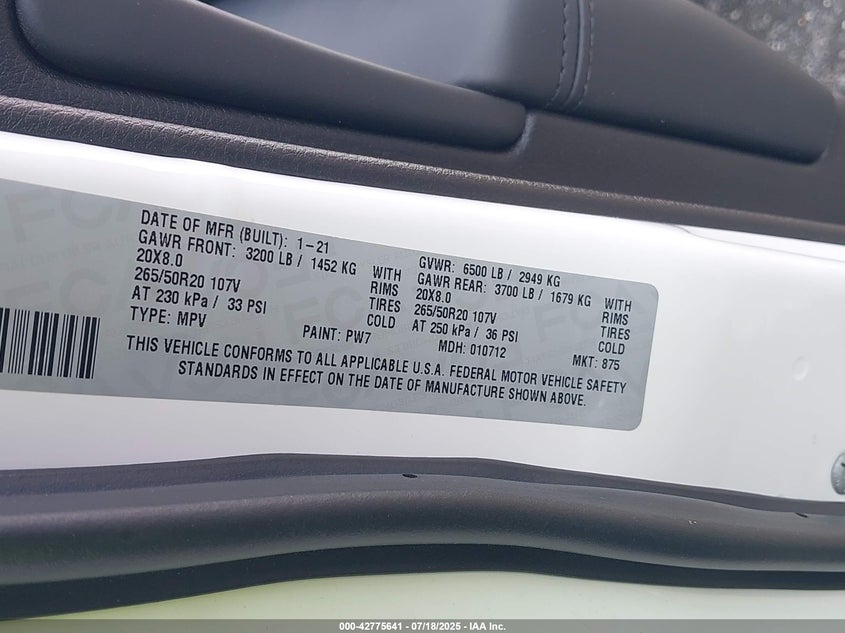 DATE OF MFR (BUILT): 1-21
GAWR FRONT: 3200 LB / 1452 KG WITH
20X8.0 RIMS
265/50R20 107V TIRES
AT 230 kPa / 33 PSI COLD
TYPE: MPV PAINT: PW7
GVWR: 6500 LB / 2949 KG
GAWR REAR: 3700 LB / 1679 KG WITH
20X8.0 RIMS
265/50R20 107V TIRES
AT 250 kPa / 36 PSI COLD
MDH: 010712 MKT: 875
THIS VEHICLE CONFORMS TO ALL APPLICABLE U.S.A. FEDERAL MOTOR VEHICLE SAFETY
STANDARDS IN EFFECT ON THE DATE OF MANUFACTURE SHOWN ABOVE.
000-42775641 / 07/18/2025 - IAA Inc.